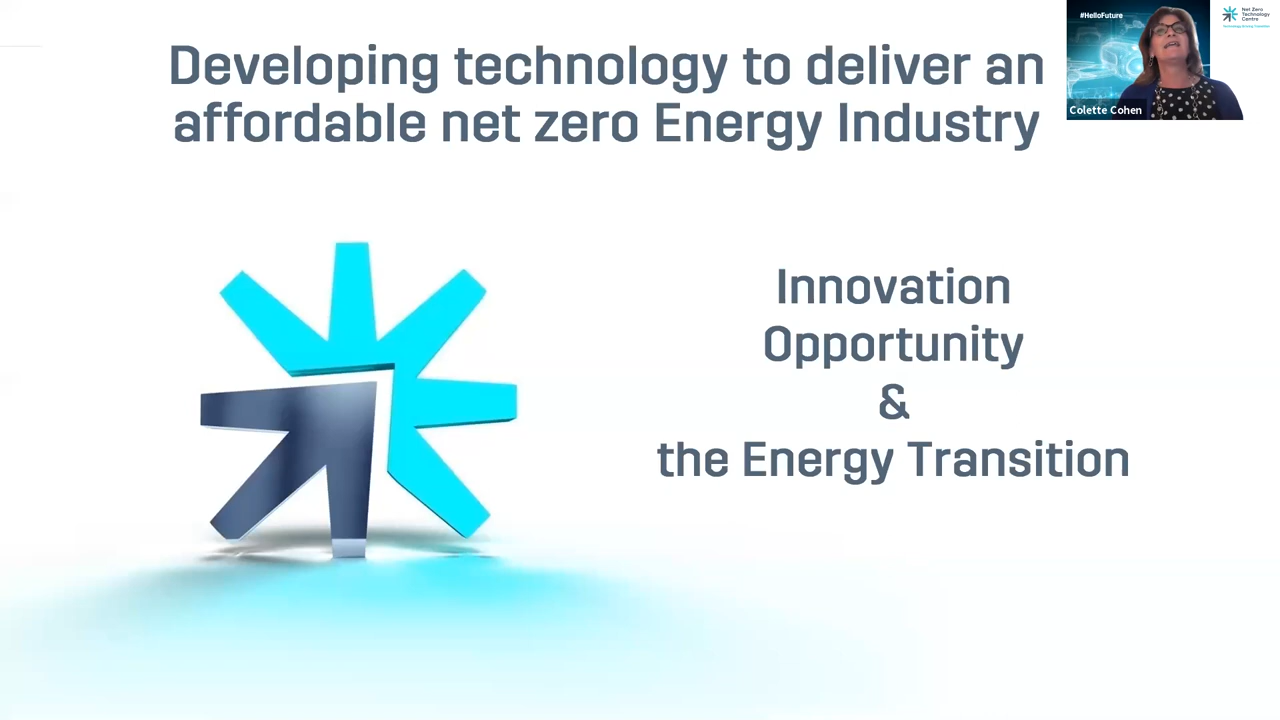 Developing technology to deliver an
affordable net zero Energy Industry
#HelloFuture
Colette Cohen
Net Zero
Technology
Centre
Innovation
Opportunity
&
the Energy Transition